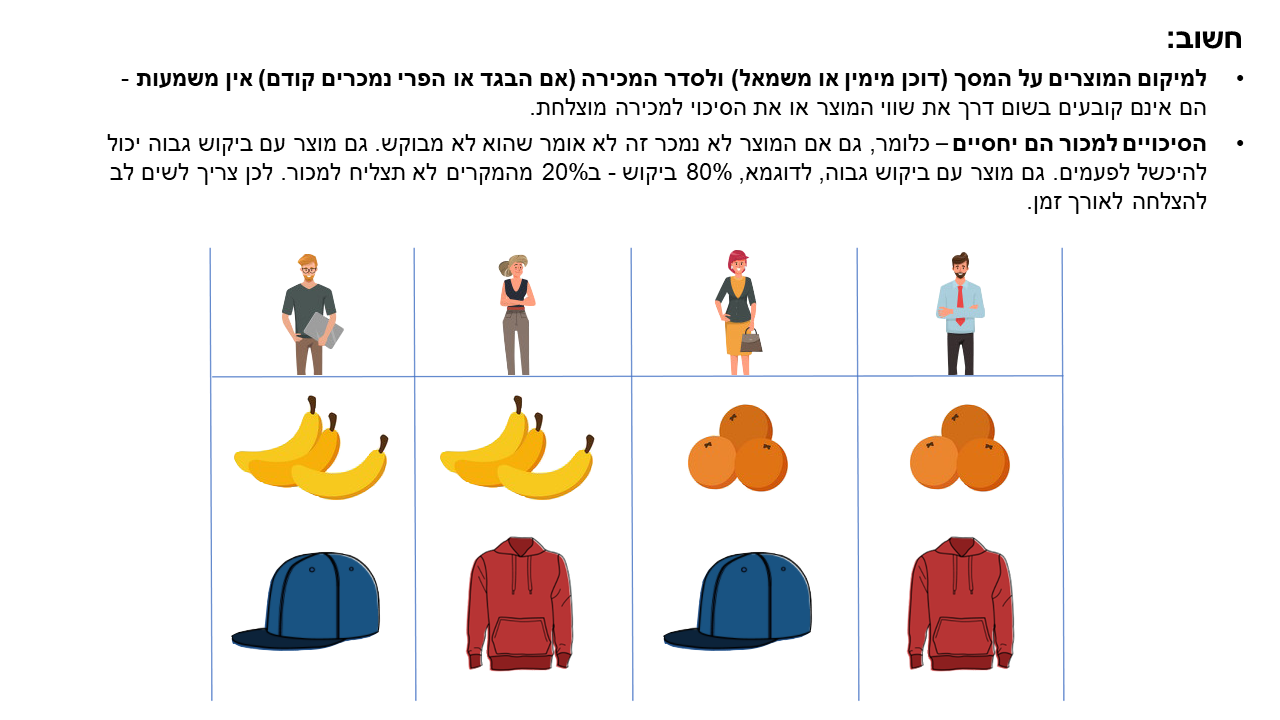 חשוב:
• למיקום המוצרים על המסך (דוכן מימין או משמאל) ולסדר המכירה (אם הבגד או הפרי נמכרים קודם) אין משמעות -
הם אינם קובעים בשום דרך את שווי המוצר או את הסיכוי למכירה מוצלחת.
• הסיכויים למכור הם יחסיים – כלומר, גם אם המוצר לא נמכר זה לא אומר שהוא לא מבוקש. גם מוצר עם ביקוש גבוה יכול
להיכשל לפעמים. גם מוצר עם ביקוש גבוה, לדוגמא, 80% ביקוש - ב20% מהמקרים לא תצליח למכור. לכן צריך לשים לב
להצלחה לאורך זמן.